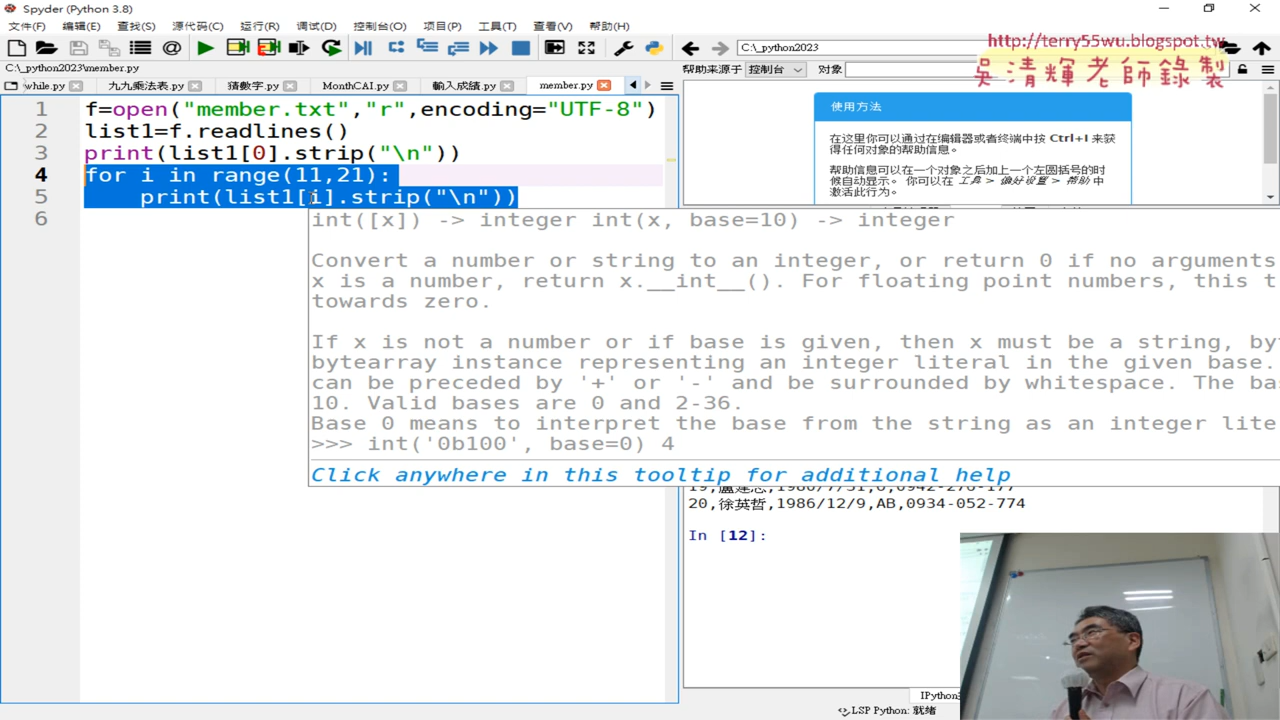 Spyder (Python 3.8)
文件(F) 编辑(E) 查找(S) 源代码(C) 运行(R) 调试(D) 控制台(O) 项目(P) 工具(T) 查看(V) 帮助(H)
C:\_python2023
http://terry55wu.blogspot.tw
吳清輝老師錄製
C:\_python2023\member.py
帮助来源于 控制台 对象
while.py 九九乘法表.py 猜數字.py MonthCAI.py 輸入成績.py member.py
1 f=open("member.txt","r",encoding="UTF-8")
2 list1=f.readlines()
3 print(list1[0].strip("\n"))
4 for i in range(11,21):
5 print(list1[i].strip("\n"))
6
使用方法
在这里你可以通过在编辑器或者终端中按 Ctrl+I 来获
得任何对象的帮助信息。
帮助信息可以在一个对象之后加上一个左圆括号的时
候自动显示。 你可以在 工具 > 偏好设置 > 帮助 中
激活此行为。
int([x]) -> integer int(x, base=10) -> integer
Convert a number or string to an integer, or return 0 if no arguments
x is a number, return x.__int__(). For floating point numbers, this t
towards zero.
If x is not a number or if base is given, then x must be a string, by
bytearray instance representing an integer literal in the given base.
can be preceded by '+' or '-' and be surrounded by whitespace. The ba
10. Valid bases are 0 and 2-36.
Base 0 means to interpret the base from the string as an integer lite
>>> int('0b100', base=0) 4
Click anywhere in this tooltip for additional help
20,徐英哲,1986/12/9,AB,0934-052-774
In [12]:
IPython
LSP Python: 就绪